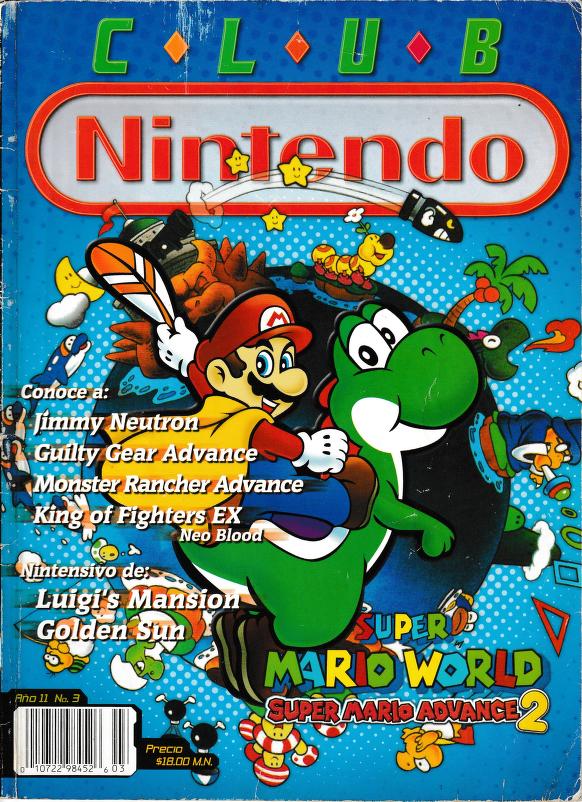 CLUB
Nintendo
Conoce a:
Jimmy Neutron
Guilty Gear Advance
Monster Rancher Advance
King of Fighters EX
Neo Blood
Nintensivo de:
Luigi's Mansion
Golden Sun
SUPER
MARIO WORLD
SUPER MARIO ADVANCE 2
Año 11 No. 3
Precio
$18.00 M.N.
0 10722 98452 6 03